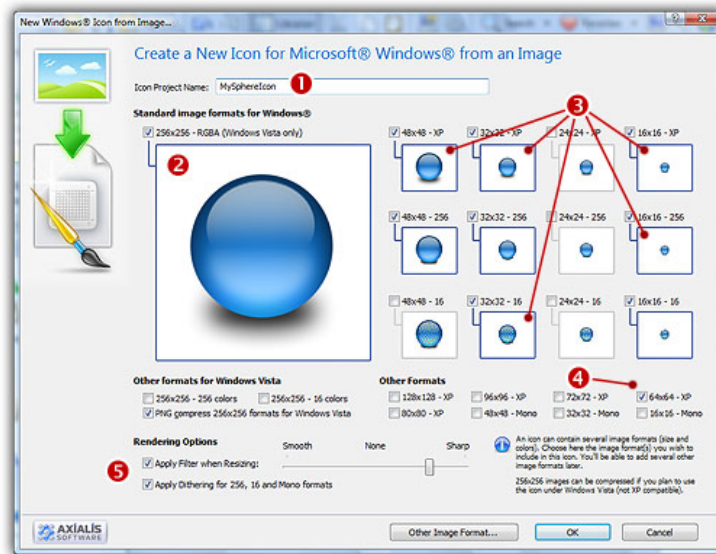 New Windows® Icon from Image...
Create a New Icon for Microsoft® Windows® from an Image
Icon Project Name: MySphereIcon
1
Standard image formats for Windows®
256x256 - RGBA (Windows Vista only)
2
3
48x48 - XP 32x32 - XP 24x24 - XP 16x16 - XP
48x48 - 256 32x32 - 256 24x24 - 256 16x16 - 256
48x48 - 16 32x32 - 16 24x24 - 16 16x16 - 16
4
Other formats for Windows Vista
256x256 - 256 colors 256x256 - 16 colors
PNG compress 256x256 formats for Windows Vista
Other Formats
128x128 - XP 96x96 - XP 72x72 - XP 64x64 - XP
80x80 - XP 48x48 - Mono 32x32 - Mono 16x16 - Mono
Rendering Options
Smooth None Sharp
5
Apply Filter when Resizing:
Apply Dithering for 256, 16 and Mono formats
An icon can contain several image formats (size and
colors). Choose here the image format(s) you wish to
include in this icon. You'll be able to add several other
image formats later.
256x256 images can be compressed if you plan to use
the icon under Windows Vista (not XP compatible).
AXIALIS
SOFTWARE
Other Image Format...
OK
Cancel